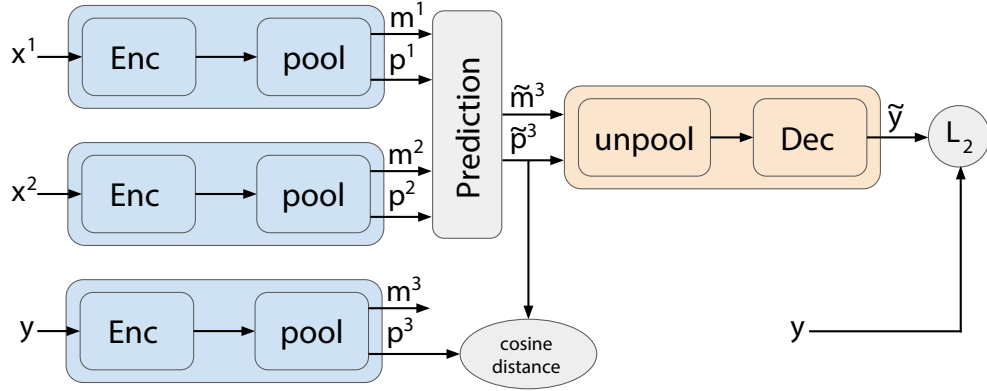 x¹ Enc pool m¹
p¹
x² Enc pool m²
p²
Prediction
m̃³
p̃³
unpool Dec ỹ L₂
y Enc pool m³
p³
cosine
distance
y